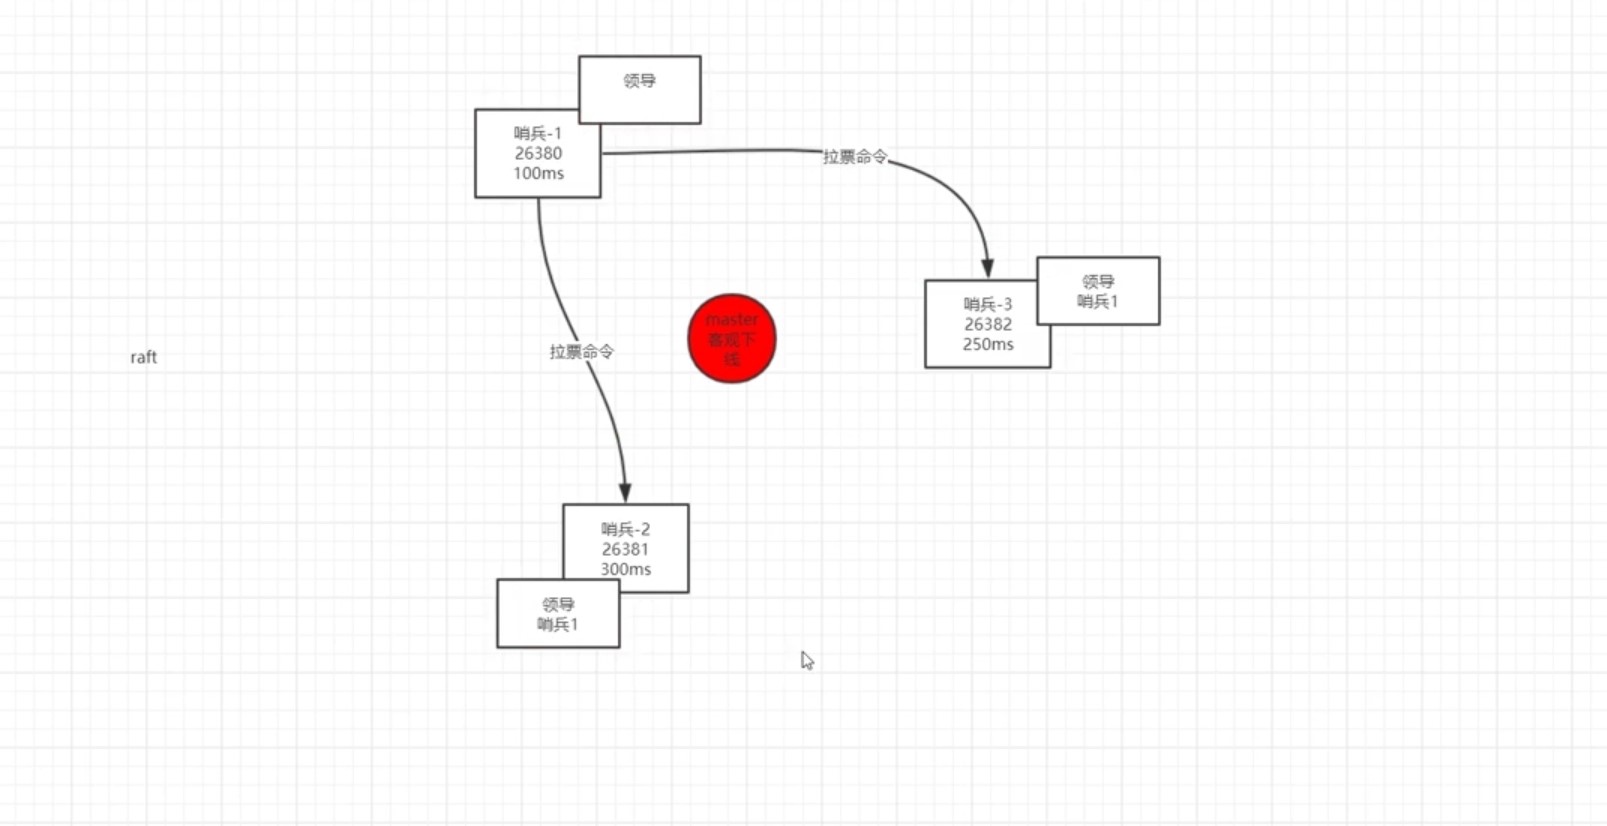 领导
哨兵-1
26380
100ms
拉票命令
领导
哨兵1
哨兵-3
26382
250ms
master
客观下
线
拉票命令
raft
哨兵-2
26381
300ms
领导
哨兵1